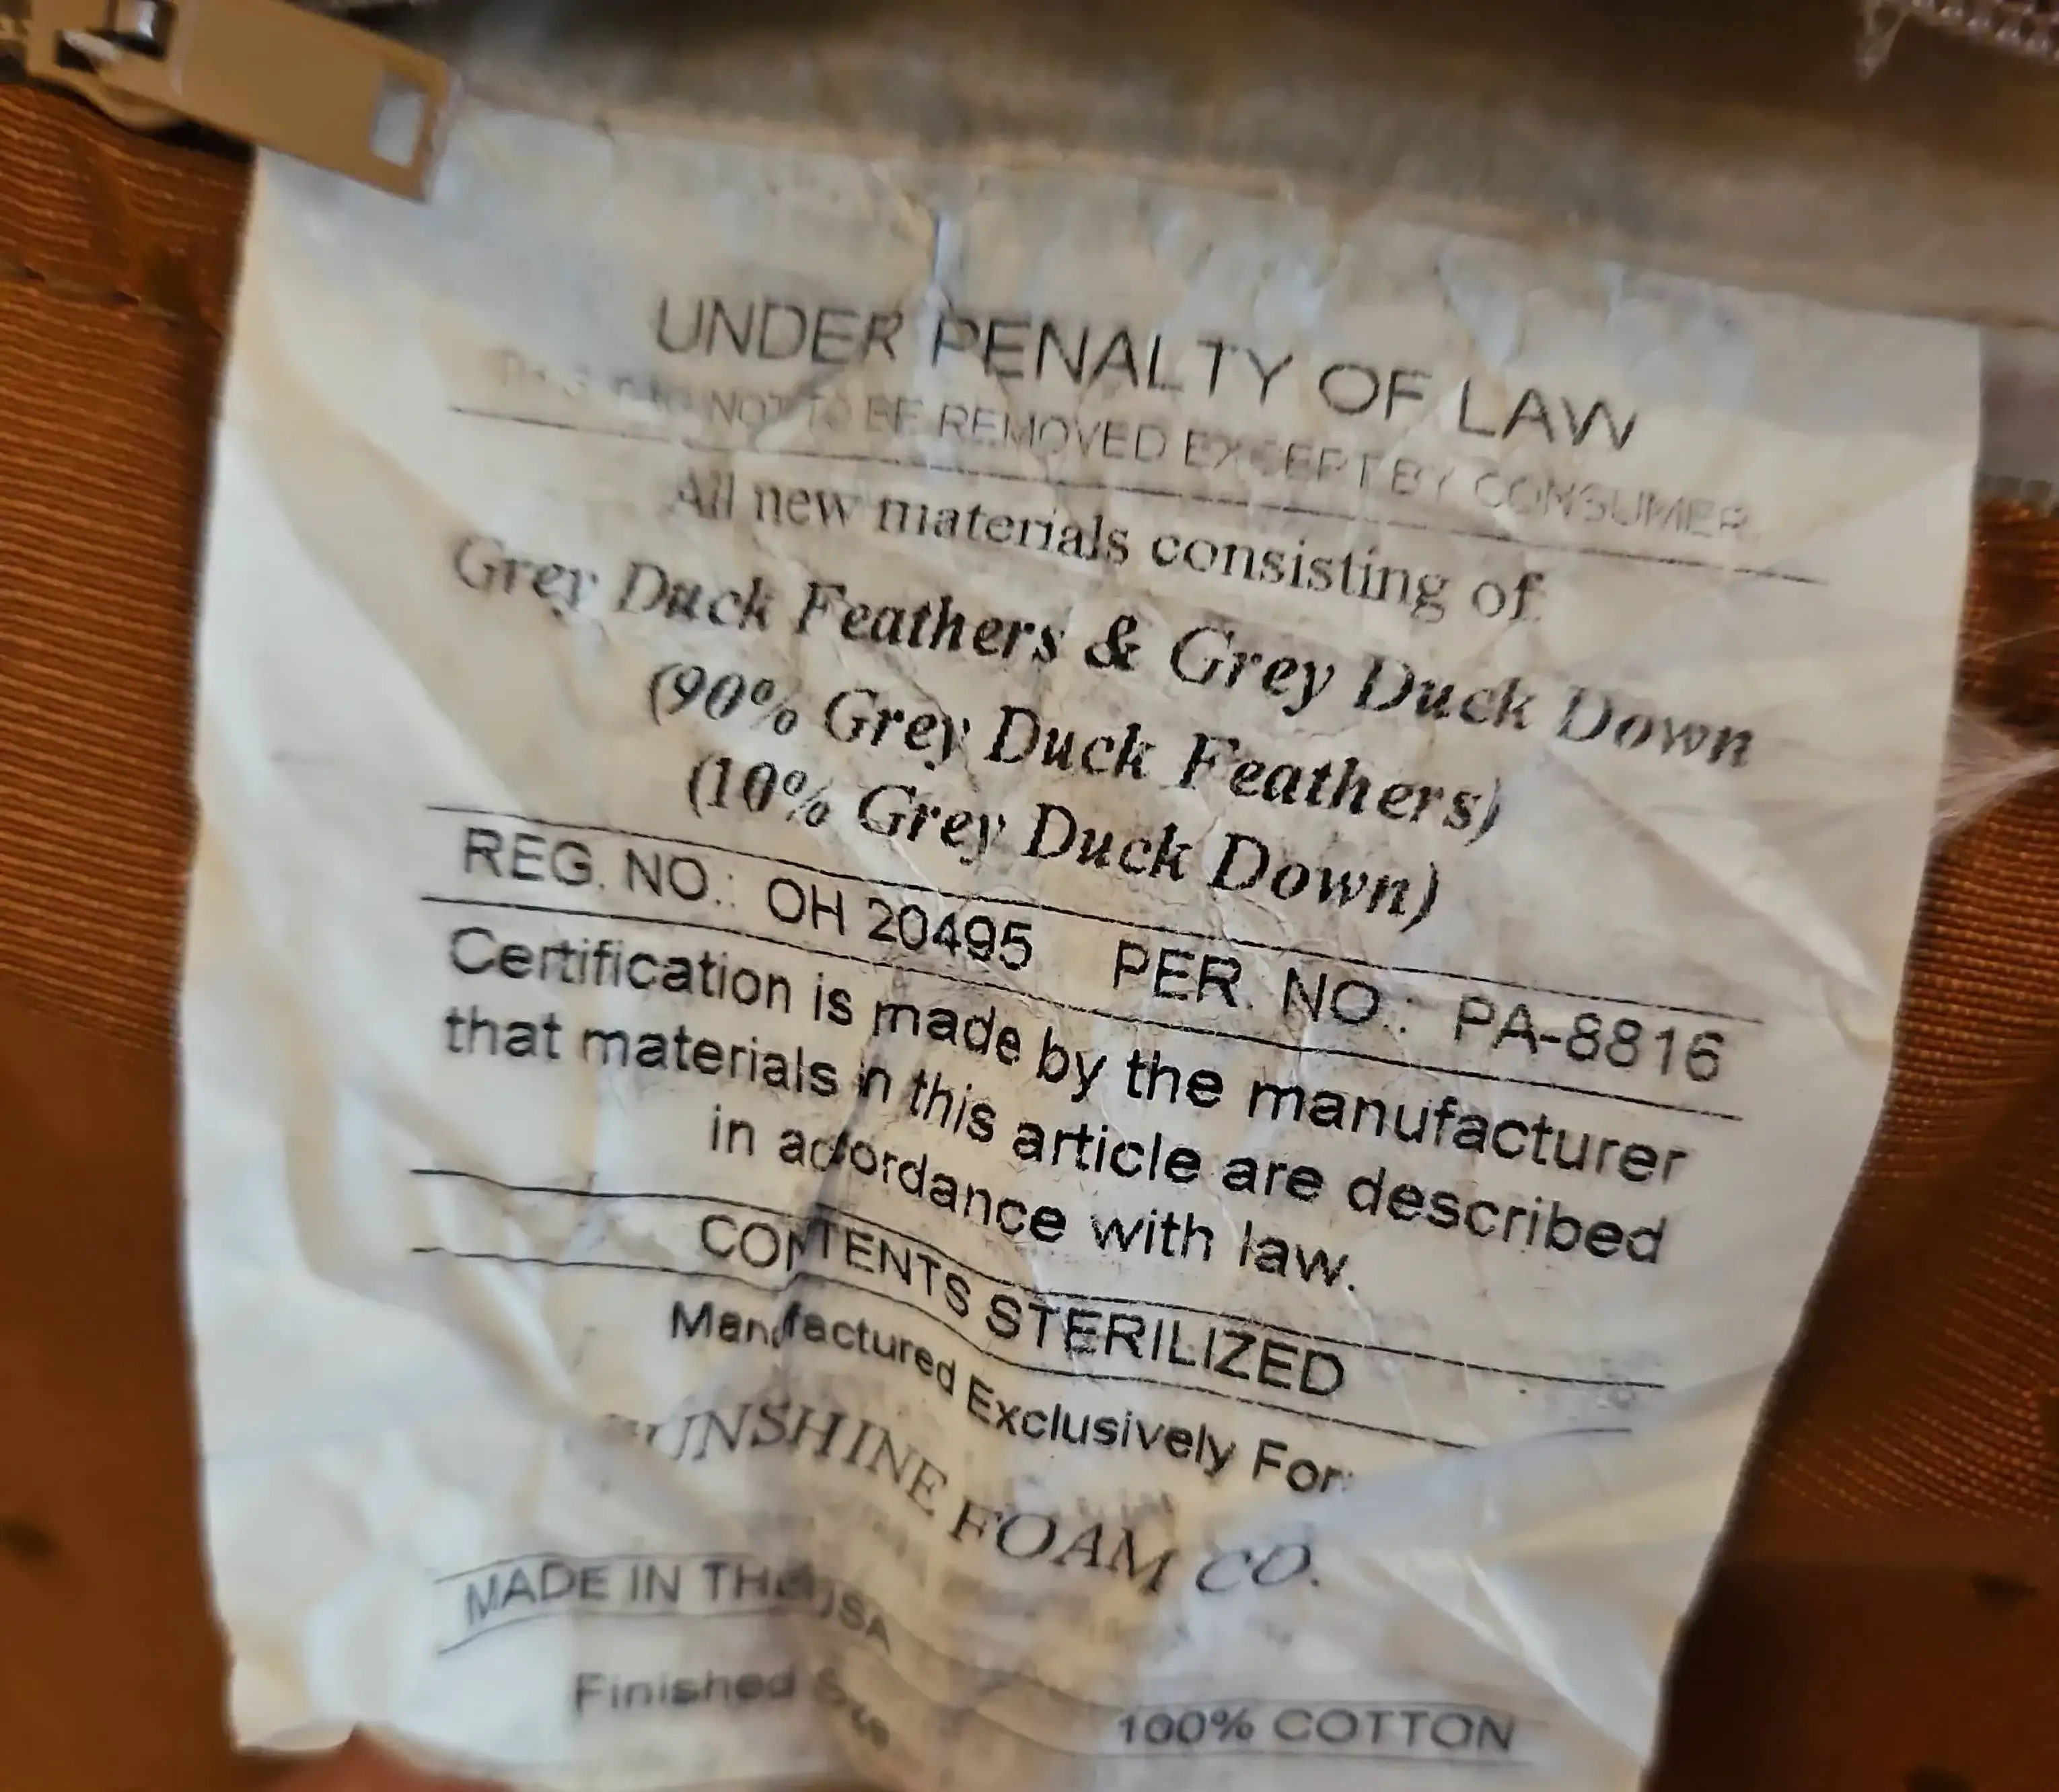 UNDER PENALTY OF LAW
NOT TO BE REMOVED EXCEPT BY CONSUMER.
All new materials consisting of
Grey Duck Feathers & Grey Duck Down
(90% Grey Duck Feathers)
(10% Grey Duck Down)
REG. NO.: OH 20495 PER. NO.: PA-8816
Certification is made by the manufacturer
that materials in this article are described
in accordance with law.
CONTENTS STERILIZED
Manufactured Exclusively For:
SUNSHINE FOAM CO.
MADE IN THE USA
100% COTTON
Finished Size